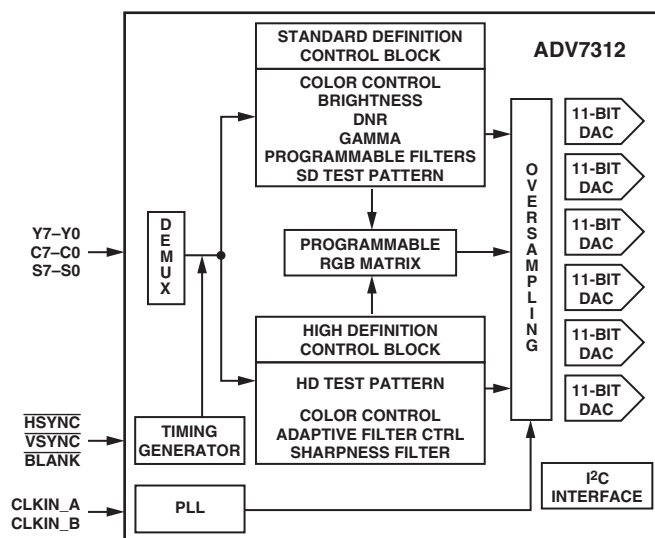 STANDARD DEFINITION
CONTROL BLOCK
COLOR CONTROL
BRIGHTNESS
DNR
GAMMA
PROGRAMMABLE FILTERS
SD TEST PATTERN
ADV7312
11-BIT
DAC
11-BIT
DAC
11-BIT
DAC
11-BIT
DAC
11-BIT
DAC
11-BIT
DAC
OVERSAMPLING
Y7–Y0
C7–C0
S7–S0
DEMUX
PROGRAMMABLE
RGB MATRIX
HIGH DEFINITION
CONTROL BLOCK
HD TEST PATTERN
COLOR CONTROL
ADAPTIVE FILTER CTRL
SHARPNESS FILTER
HSYNC
VSYNC
BLANK
TIMING
GENERATOR
CLKIN_A
CLKIN_B
PLL
I²C
INTERFACE